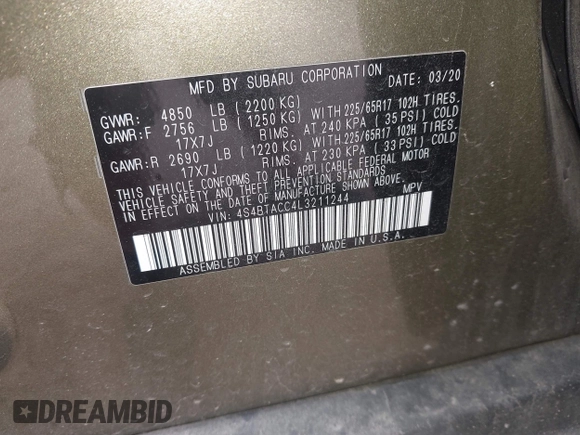 MFD BY SUBARU CORPORATION DATE: 03/20
GVWR: 4850 LB (2200 KG)
GAWR:F 2756 LB (1250 KG) WITH 225/65R17 102H TIRES.
17X7J RIMS. AT 240 KPA (35 PSI) COLD
GAWR:R 2690 LB (1220 KG) WITH 225/65R17 102H TIRES.
17X7J RIMS. AT 230 KPA (33 PSI) COLD
THIS VEHICLE CONFORMS TO ALL APPLICABLE FEDERAL MOTOR
VEHICLE SAFETY AND THEFT PREVENTION STANDARDS
IN EFFECT ON THE DATE OF MANUFACTURE SHOWN ABOVE.
VIN: 4S4BTACC4L3211244 MPV
ASSEMBLED BY SIA INC. MADE IN U.S.A.
DREAMBID